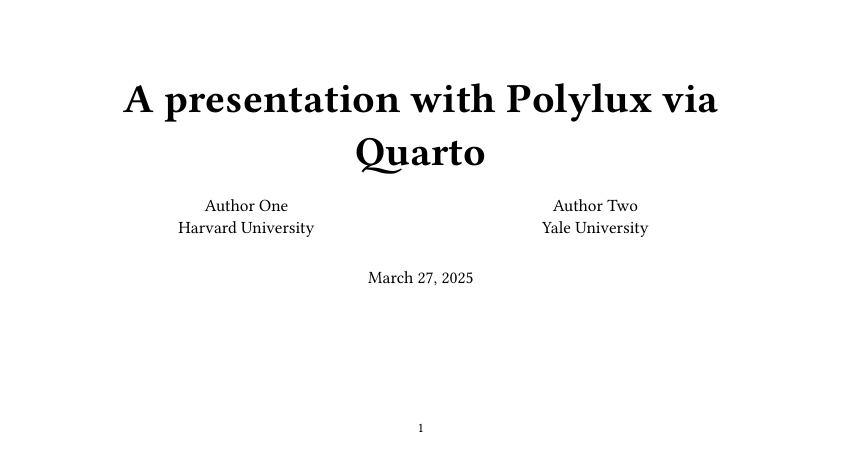 A presentation with Polylux via
Quarto
Author One
Harvard University
Author Two
Yale University
March 27, 2025
1